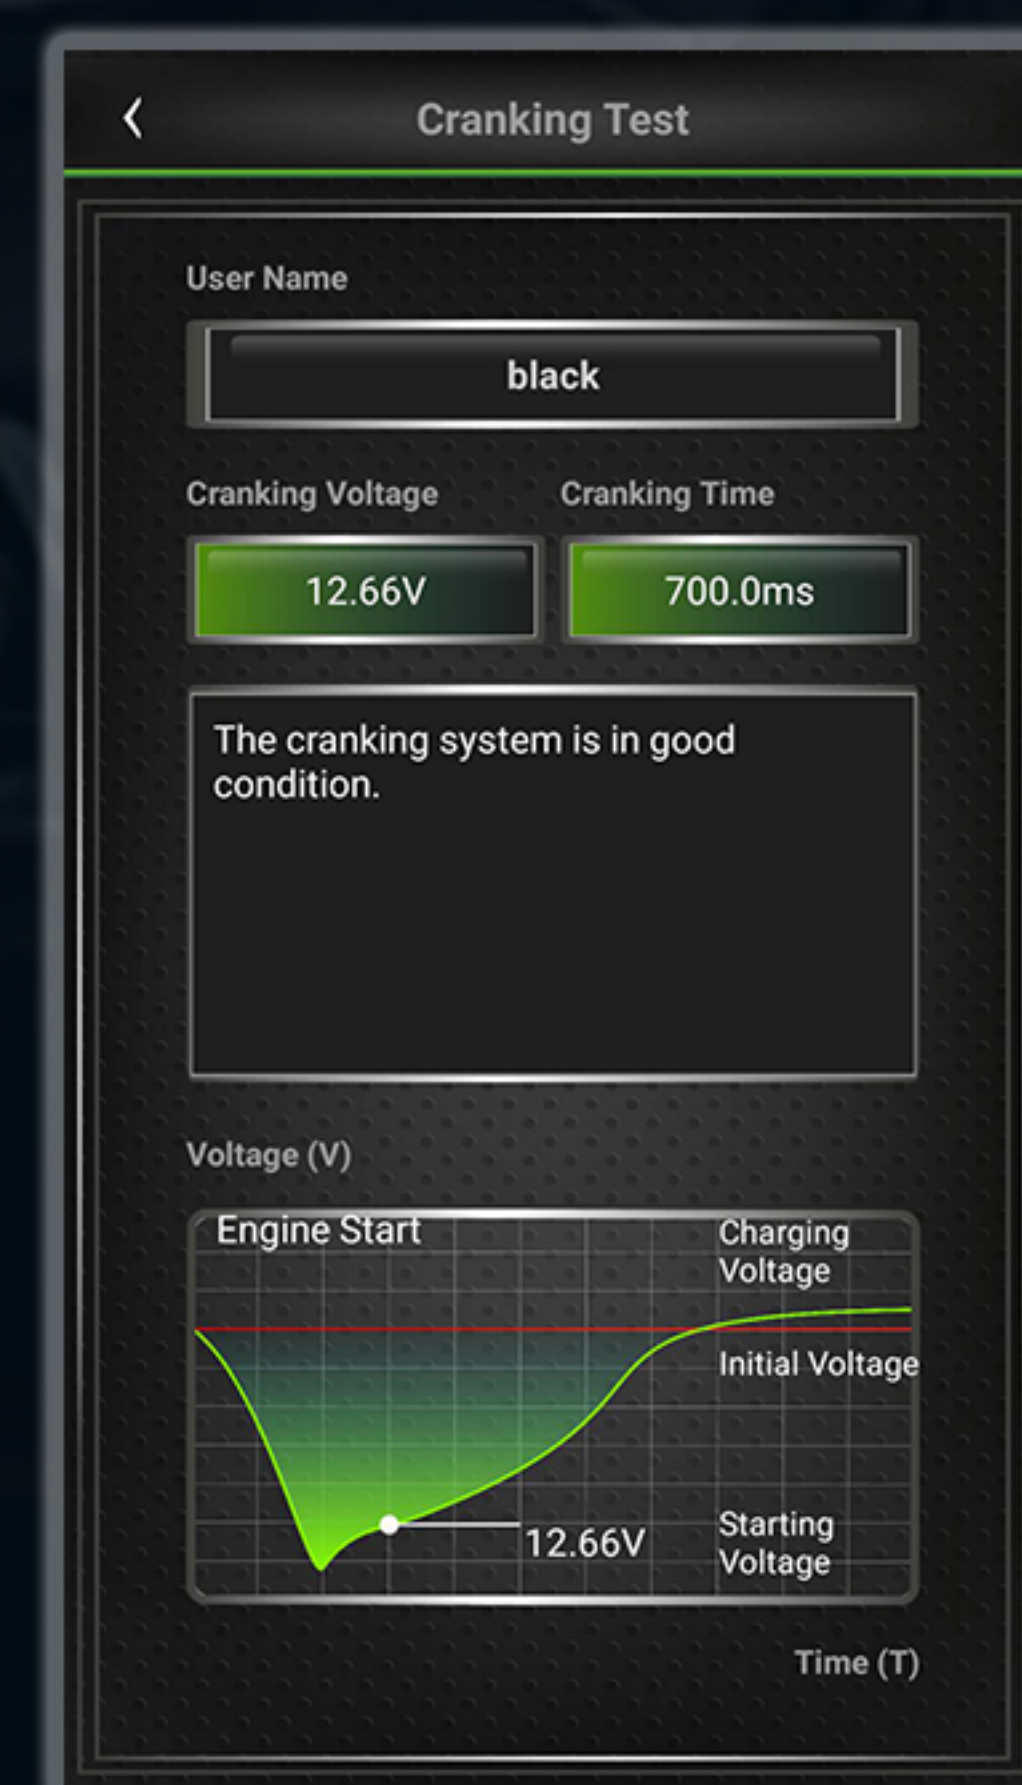 Cranking Test
User Name
black
Cranking Voltage
Cranking Time
12.66V
700.0ms
The cranking system is in good
condition.
Voltage (V)
Engine Start
Charging
Voltage
Initial Voltage
12.66V
Starting
Voltage
Time (T)